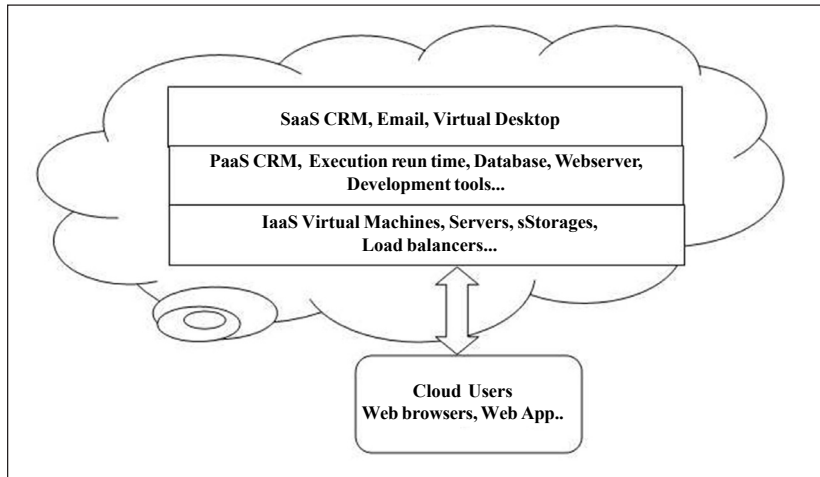 SaaS CRM, Email, Virtual Desktop
PaaS CRM, Execution reun time, Database, Webserver,
Development tools...
IaaS Virtual Machines, Servers, sStorages,
Load balancers...
Cloud Users
Web browsers, Web App..